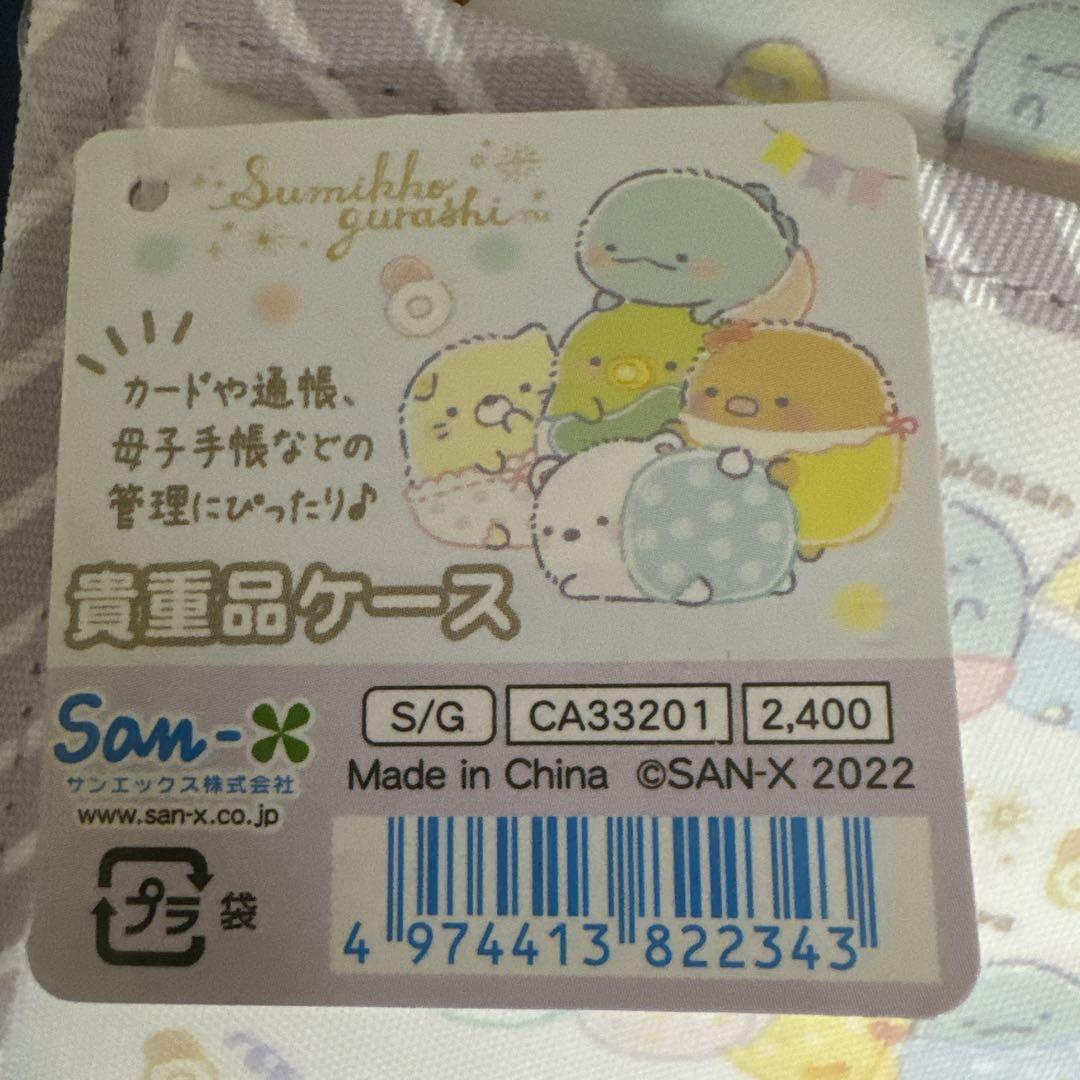 Sumikko
gurashi™
カードや通帳、
母子手帳などの
管理にぴったり♪
貴重品ケース
San-X
サンエックス株式会社
www.san-x.co.jp
S/G CA33201 2,400
Made in China ©SAN-X 2022
プラ 袋
4 974413 822343